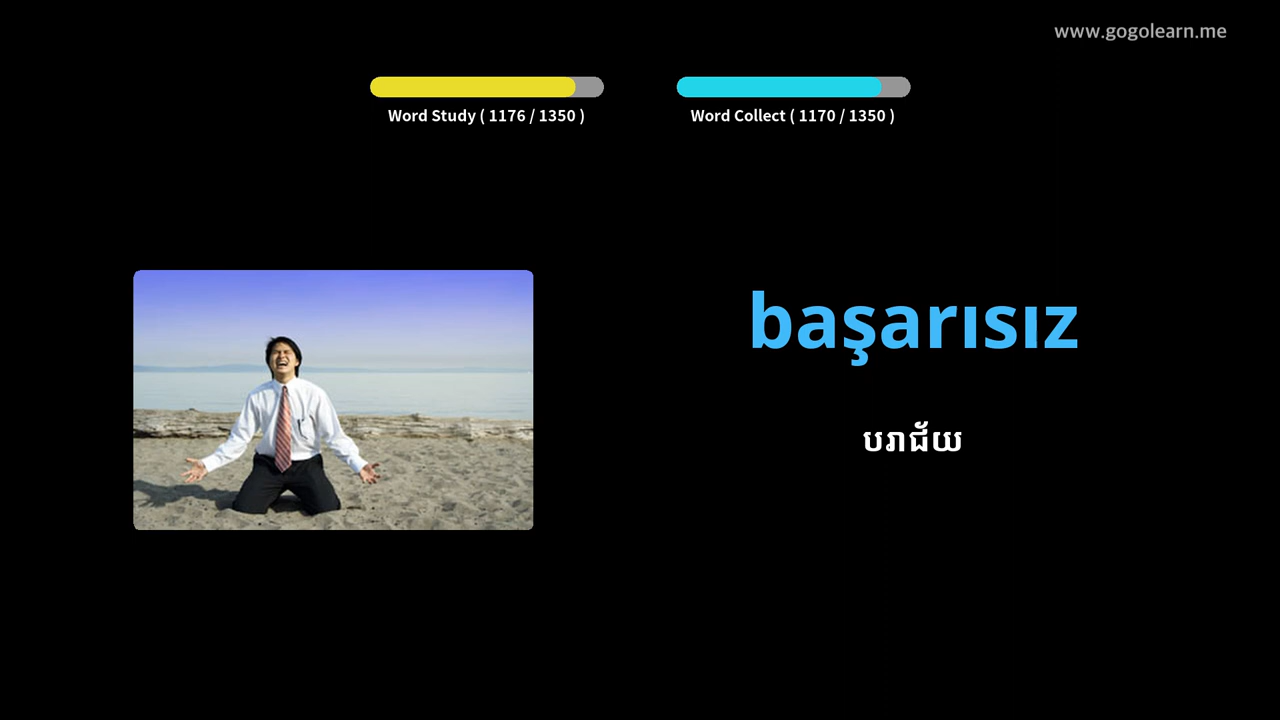 www.gogolearn.me
Word Study ( 1176 / 1350 )
Word Collect ( 1170 / 1350 )
başarısız
បរាជ័យ